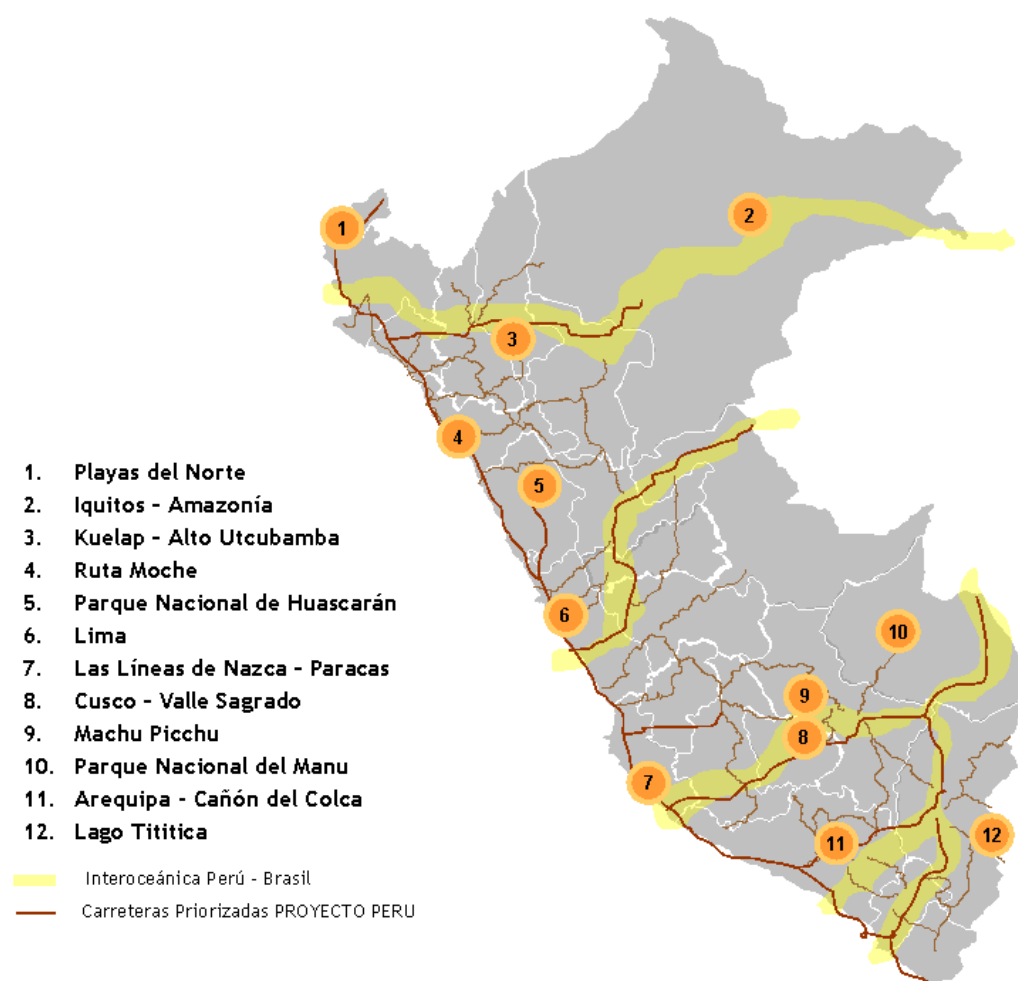 1
2
3
4
5
6
7
8
9
10
11
12
1. Playas del Norte
2. Iquitos - Amazonía
3. Kuelap - Alto Utcubamba
4. Ruta Moche
5. Parque Nacional de Huascarán
6. Lima
7. Las Líneas de Nazca - Paracas
8. Cusco - Valle Sagrado
9. Machu Picchu
10. Parque Nacional del Manu
11. Arequipa - Cañón del Colca
12. Lago Tititica
Interoceánica Perú - Brasil
Carreteras Priorizadas PROYECTO PERU